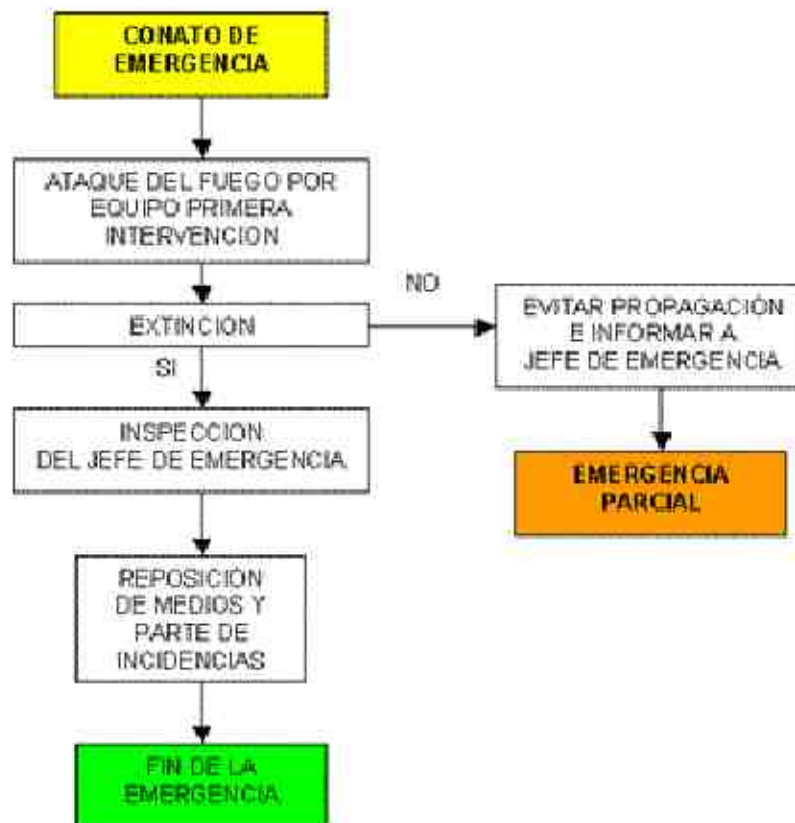 CONATO DE
EMERGENCIA
ATAQUE DEL FUEGO POR
EQUIPO PRIMERA
INTERVENCION
EXTINCION
NO
EVITAR PROPAGACIÓN
E INFORMAR A
JEFE DE EMERGENCIA
SI
INSPECCION
DEL JEFE DE EMERGENCIA
EMERGENCIA
PARCIAL
REPOSICION
DE MEDIOS Y
PARTE DE
INCIDENCIAS
FIN DE LA
EMERGENCIA